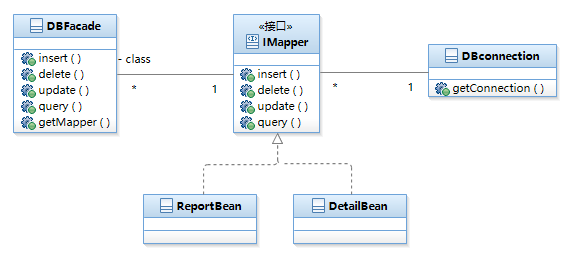 DBFacade
insert ( )
delete ( )
update ( )
query ( )
getMapper ( )
- class
*
1
«接口»
IMapper
insert ( )
delete ( )
update ( )
query ( )
*
1
DBconnection
getConnection ( )
ReportBean
DetailBean